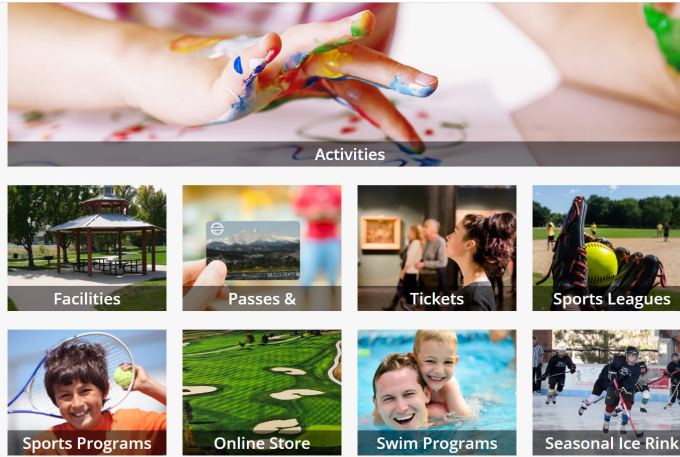 Activities
Facilities
Passes &
Tickets
Sports Leagues
Sports Programs
Online Store
Swim Programs
Seasonal Ice Rink